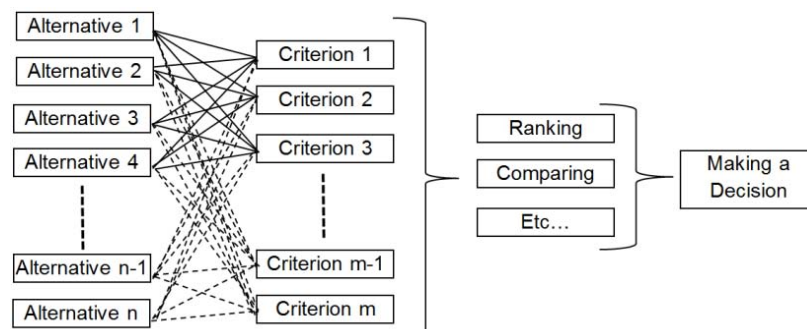 Alternative 1
Alternative 2
Alternative 3
Alternative 4
Alternative n-1
Alternative n
Criterion 1
Criterion 2
Criterion 3
Criterion m-1
Criterion m
Ranking
Comparing
Etc...
Making a
Decision